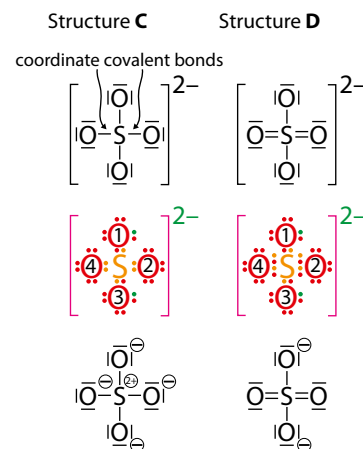 Structure C Structure D
coordinate covalent bonds
2– 2–
O O
O S O O=S=O
O O
2– 2–
1 1
4 S 2 4 S 2
3 3
O⊖ O⊖
O⊖ S 2+ O⊖ O=S=O
O⊖ O⊖